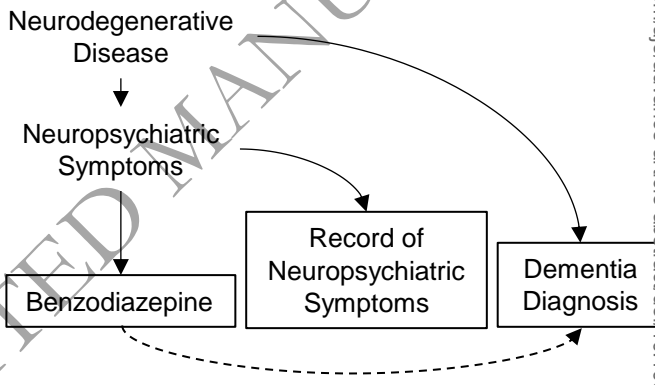 Neurodegenerative
Disease
Neuropsychiatric
Symptoms
Record of
Neuropsychiatric
Symptoms
Benzodiazepine
Dementia
Diagnosis